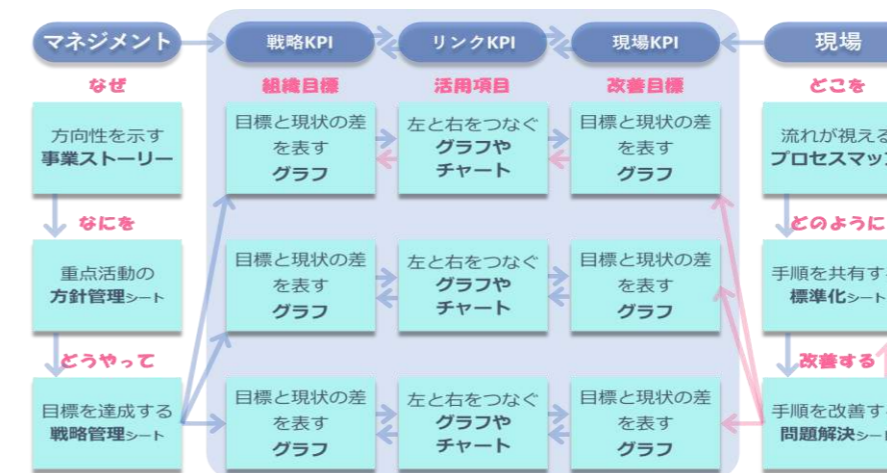 マネジメント
戦略KPI
リンクKPI
現場KPI
現場
なぜ
組織目標
活用項目
改善目標
どこを
方向性を示す
事業ストーリー
目標と現状の差
を表す
グラフ
左と右をつなぐ
グラフや
チャート
目標と現状の差
を表す
グラフ
流れが視える
プロセスマップ
なにを
どのように
重点活動の
方針管理シート
目標と現状の差
を表す
グラフ
左と右をつなぐ
グラフや
チャート
目標と現状の差
を表す
グラフ
手順を共有する
標準化シート
どうやって
改善する
目標を達成する
戦略管理シート
目標と現状の差
を表す
グラフ
左と右をつなぐ
グラフや
チャート
目標と現状の差
を表す
グラフ
手順を改善す
問題解決シート